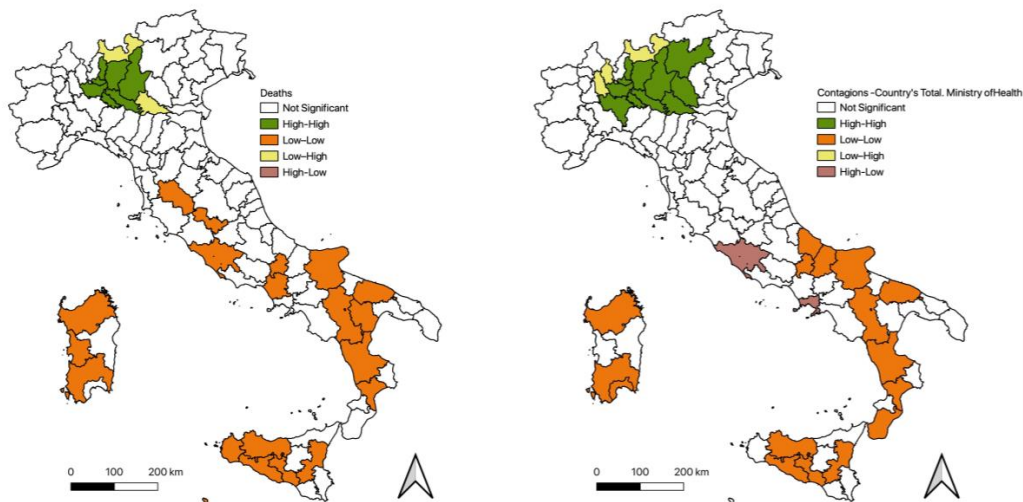 Deaths
Not Significant
High-High
Low-Low
Low-High
High-Low
0 100 200 km
Contagions -Country's Total. Ministry ofHealth
Not Significant
High-High
Low-Low
Low-High
High-Low
0 100 200 km